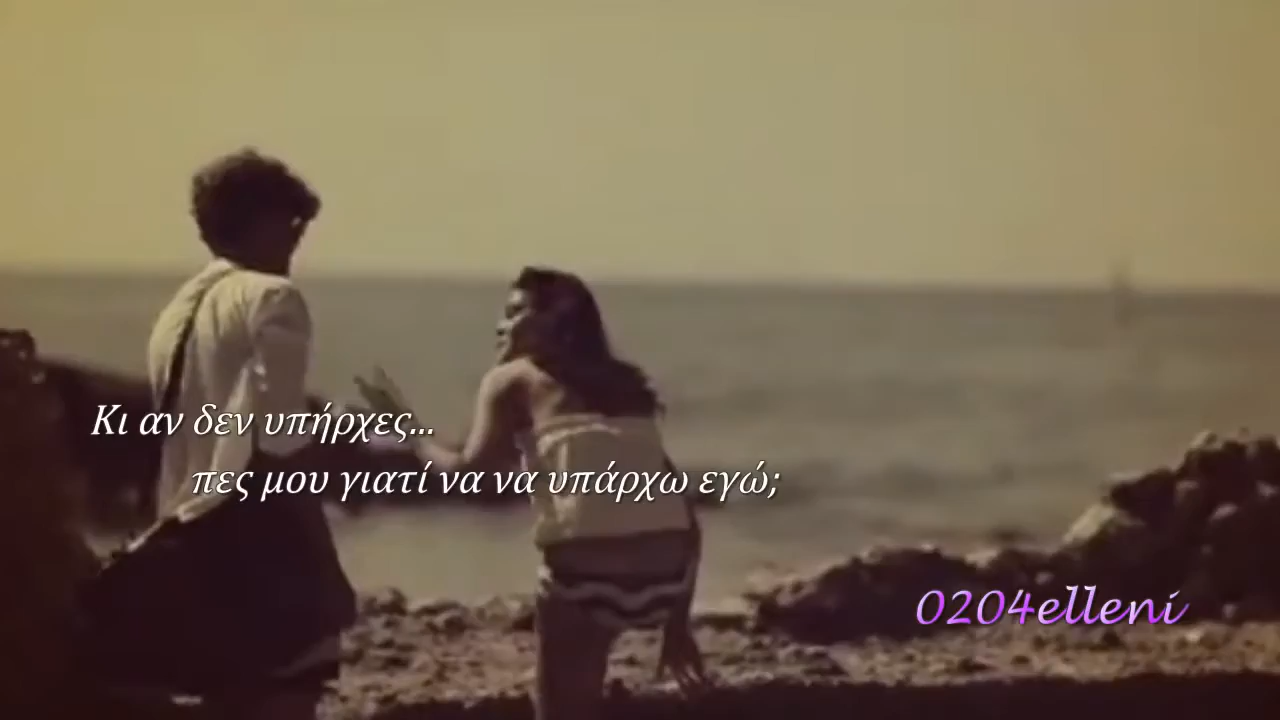 Κι αν δεν υπήρχες...
πες μου γιατί να να υπάρχω εγώ;
0204elleni